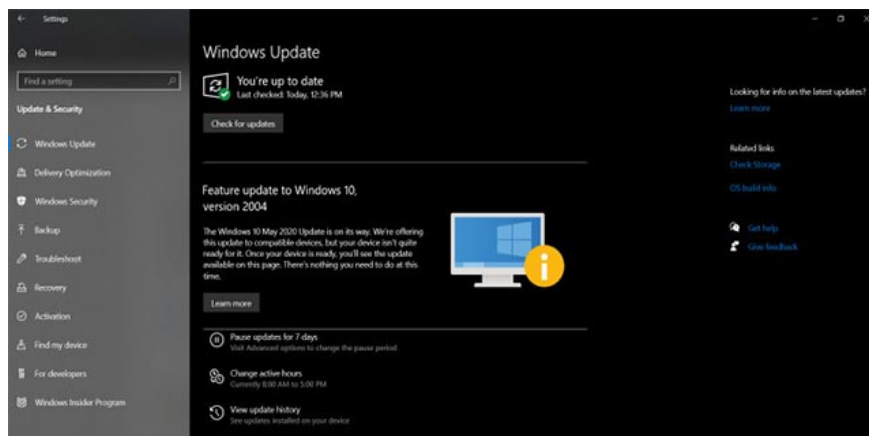 Settings
Home
Find a setting
Update & Security
Windows Update
Delivery Optimization
Windows Security
Backup
Troubleshoot
Recovery
Activation
Find my device
For developers
Windows Insider Program
Windows Update
You're up to date
Last checked: Today, 12:36 PM
Check for updates
Feature update to Windows 10,
version 2004
The Windows 10 May 2020 Update is on its way. We're offering
this update to compatible devices, but your device isn't quite
ready for it. Once your device is ready, you'll see the update
available on this page. There's nothing you need to do at this
time.
Learn more
Pause updates for 7 days
Visit Advanced options to change the pause period
Change active hours
Currently 8:00 AM to 5:00 PM
View update history
See updates installed on your device
Looking for info on the latest updates?
Learn more
Related links
Check Storage
OS build info
Get help
Give feedback